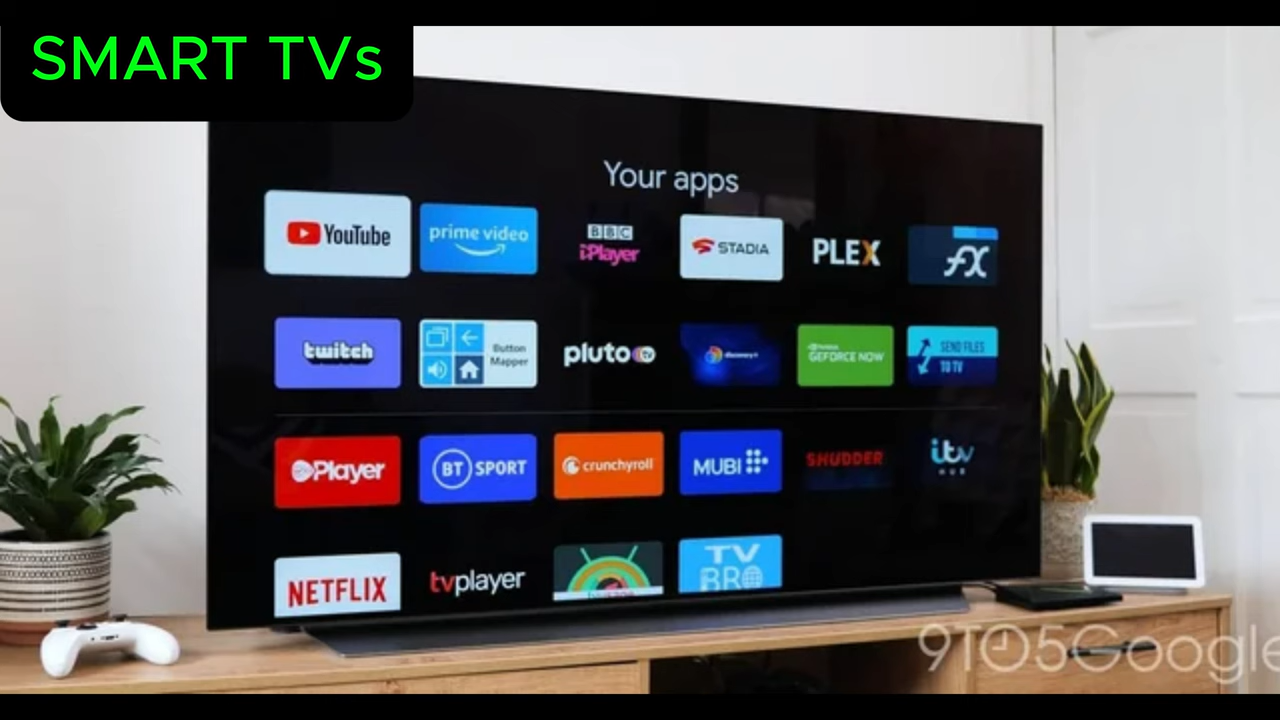 SMART TVs
Your apps
YouTube
prime video
BBC
iPlayer
STADIA
PLEX
FX
twitch
Button
Mapper
pluto tv
discovery+
GEFORCE NOW
SEND FILES
TO TV
Player
BT SPORT
crunchyroll
MUBI
SHUDDER
itv
HUB
NETFLIX
tvplayer
TV
BRO
9TO5Google